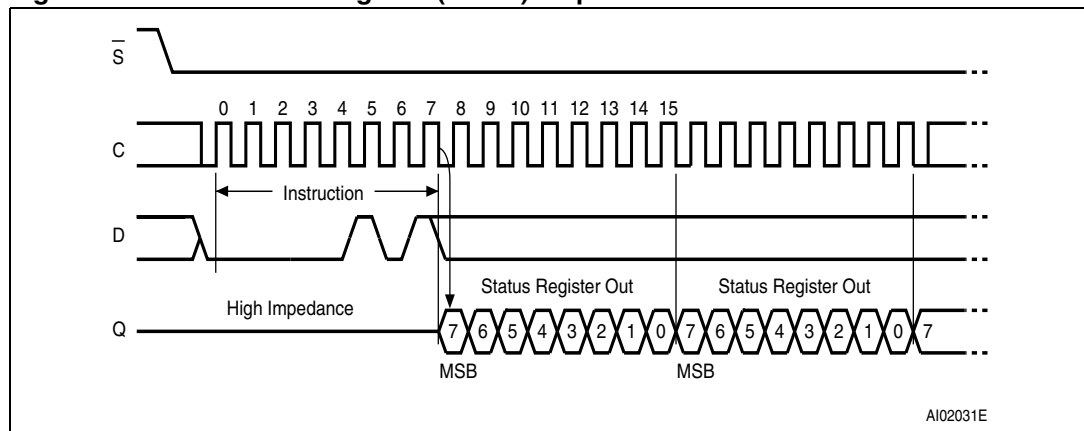 S
0 1 2 3 4 5 6 7 8 9 10 11 12 13 14 15
C
Instruction
D
Status Register Out Status Register Out
High Impedance
Q 7 6 5 4 3 2 1 0 7 6 5 4 3 2 1 0 7
MSB MSB
AI02031E